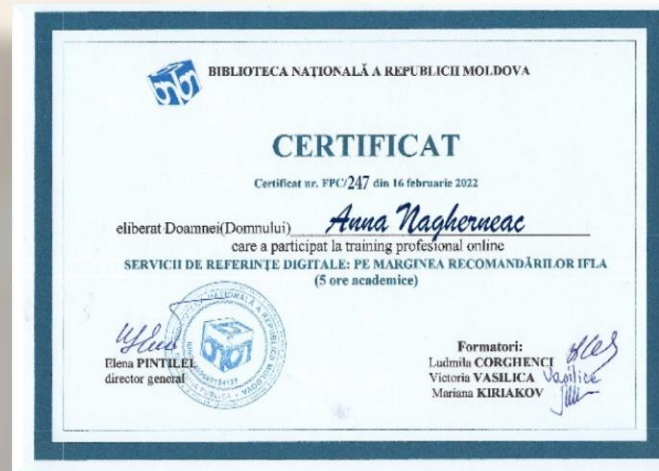 BIBLIOTECA NAȚIONALĂ A REPUBLICII MOLDOVA
CERTIFICAT
Certificat nr. FPC/247 din 16 februarie 2022
eliberat Doamnei(Domnului) Anna Nagherneac
care a participat la training profesional online
SERVICII DE REFERINȚE DIGITALE: PE MARGINEA RECOMANDĂRILOR IFLA
(5 ore academice)
Elena PINTILEI
director general
Formatori:
Ludmila CORGHENCI
Victoria VASILICA Vasilica
Mariana KIRIAKOV